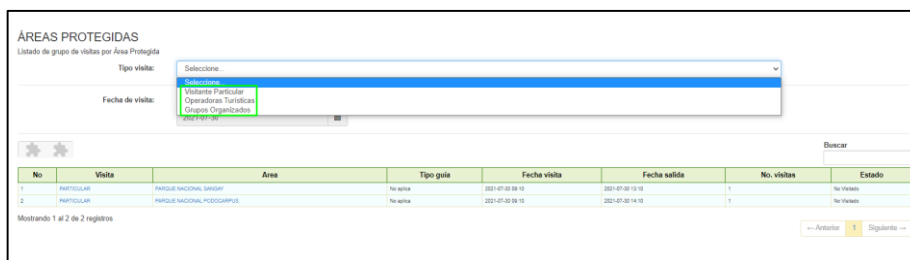 ÁREAS PROTEGIDAS
Listado de grupo de visitas por Área Protegida
Tipo visita: Seleccione...
Seleccione...
Visitante Particular
Fecha de visita: Operadoras Turísticas
Grupos Organizados
2021-07-30
Buscar
No Visita Area Tipo guia Fecha visita Fecha salida No. visitas Estado
1 PARTICULAR PARQUE NACIONAL SANGAY No aplica 2021-07-30 09:10 2021-07-30 13:10 1 No Visitado
2 PARTICULAR PARQUE NACIONAL PODOCARPUS No aplica 2021-07-30 09:10 2021-07-30 14:10 1 No Visitado
Mostrando 1 al 2 de 2 registros
← Anterior 1 Siguiente →